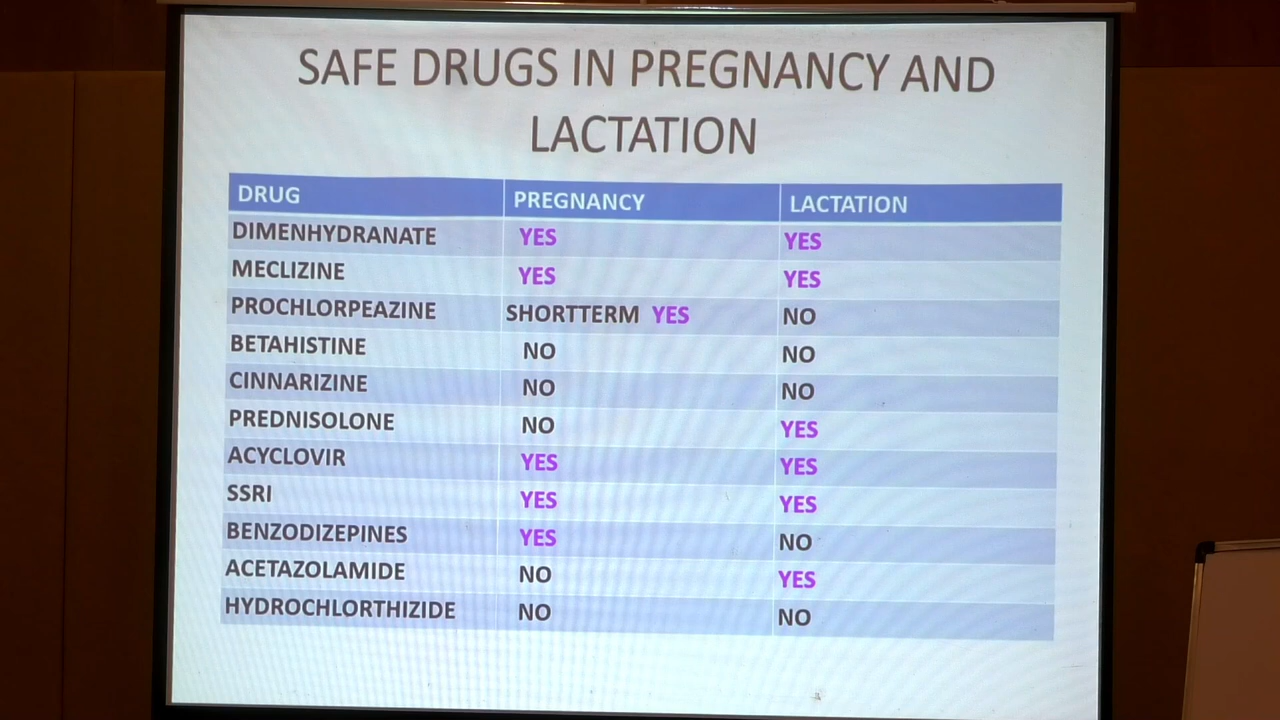 SAFE DRUGS IN PREGNANCY AND
LACTATION
DRUG PREGNANCY LACTATION
DIMENHYDRANATE YES YES
MECLIZINE YES YES
PROCHLORPEAZINE SHORTTERM YES NO
BETAHISTINE NO NO
CINNARIZINE NO NO
PREDNISOLONE NO YES
ACYCLOVIR YES YES
SSRI YES YES
BENZODIZEPINES YES NO
ACETAZOLAMIDE NO YES
HYDROCHLORTHIZIDE NO NO